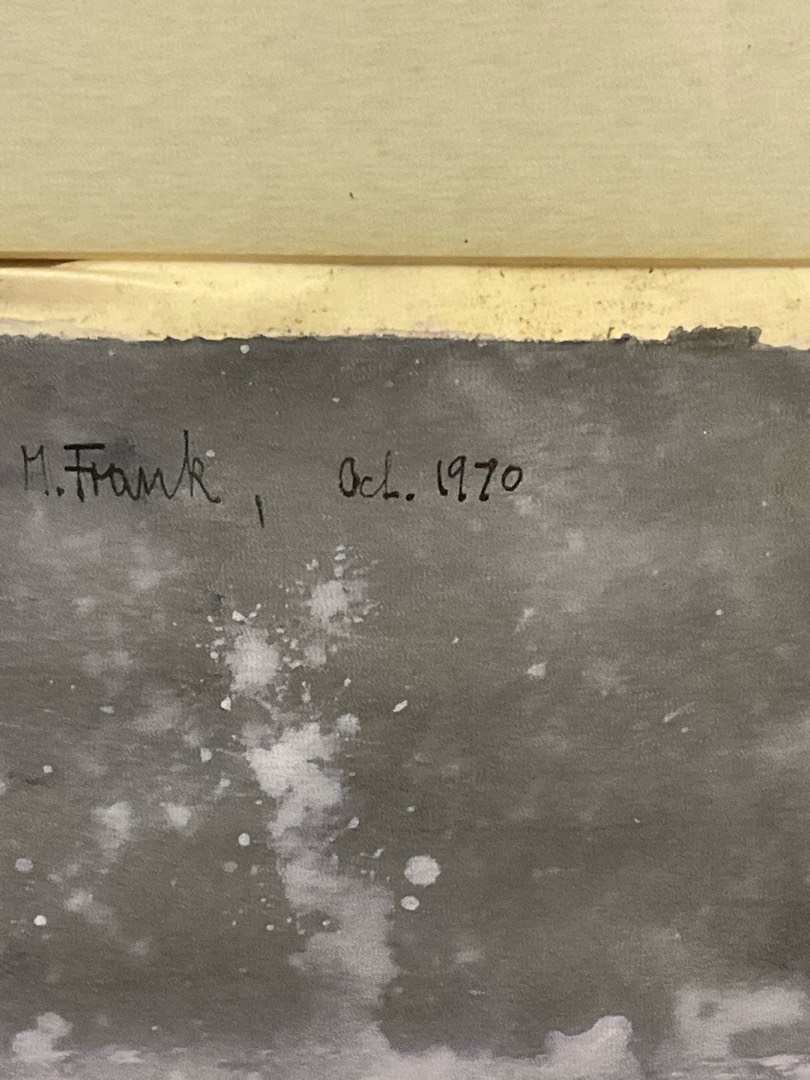 M. Frank, Oct. 1970